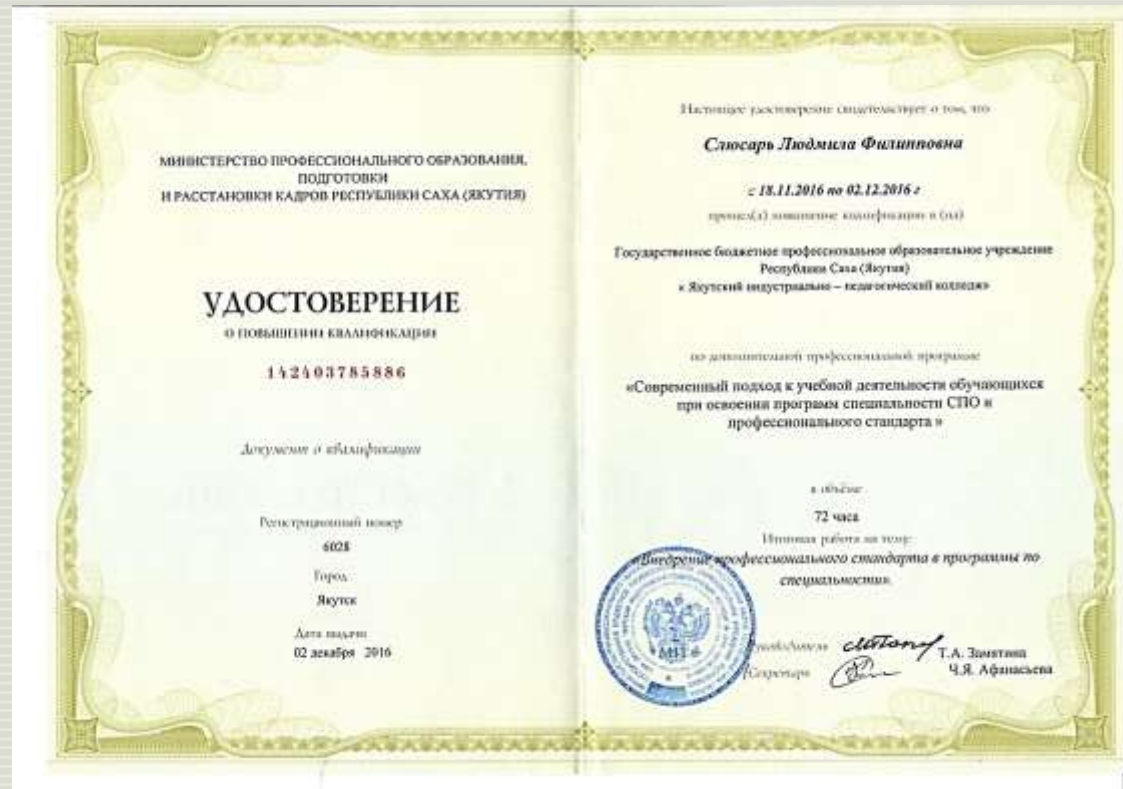 МИНИСТЕРСТВО ПРОФЕССИОНАЛЬНОГО ОБРАЗОВАНИЯ,
ПОДГОТОВКИ
И РАССТАНОВКИ КАДРОВ РЕСПУБЛИКИ САХА (ЯКУТИЯ)
УДОСТОВЕРЕНИЕ
О ПОВЫШЕНИИ КВАЛИФИКАЦИИ
142403785886
Документ о квалификации
Регистрационный номер
6028
Город
Якутск
Дата выдачи
02 декабря 2016
Настоящее удостоверение свидетельствует о том, что
Слюсарь Людмила Филипповна
с 18.11.2016 по 02.12.2016 г
прошел(а) повышение квалификации в (на)
Государственное бюджетное профессиональное образовательное учреждение
Республики Саха (Якутия)
« Якутский индустриально – педагогический колледж»
по дополнительной профессиональной программе
«Современный подход к учебной деятельности обучающихся
при освоении программ специальности СПО и
профессионального стандарта »
в объёме
72 часа
Итоговая работа на тему:
«Внедрение профессионального стандарта в программы по
специальности».
Руководитель Т.А. Замятина
Секретарь Ч.Я. Афанасьева